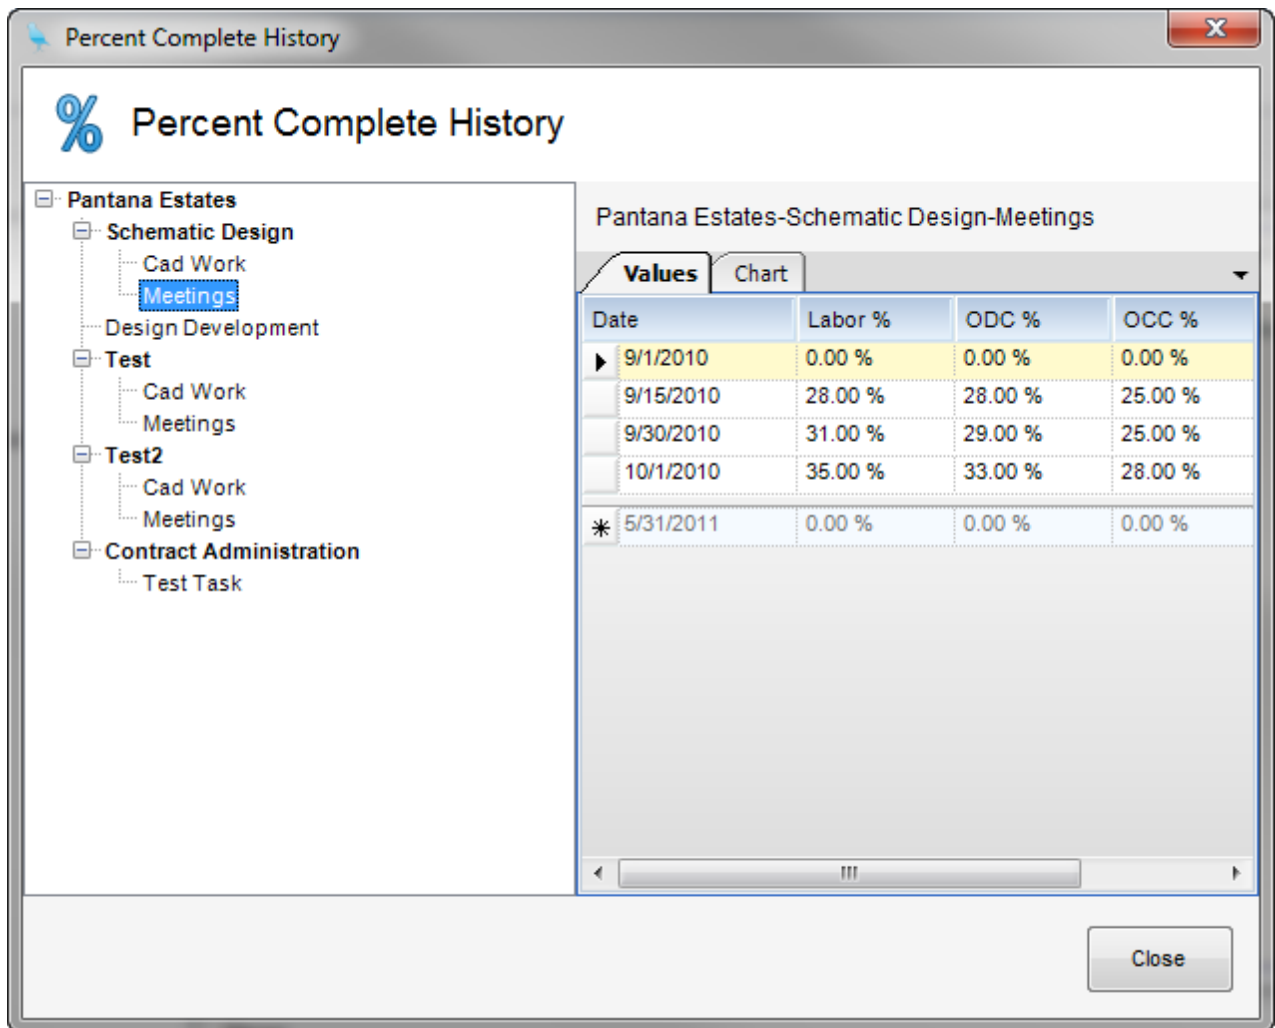 Percent Complete History
Percent Complete History
Pantana Estates
Schematic Design
Cad Work
Meetings
Design Development
Test
Cad Work
Meetings
Test2
Cad Work
Meetings
Contract Administration
Test Task
Pantana Estates-Schematic Design-Meetings
Values Chart
Date Labor % ODC % OCC %
9/1/2010 0.00 % 0.00 % 0.00 %
9/15/2010 28.00 % 28.00 % 25.00 %
9/30/2010 31.00 % 29.00 % 25.00 %
10/1/2010 35.00 % 33.00 % 28.00 %
5/31/2011 0.00 % 0.00 % 0.00 %
Close